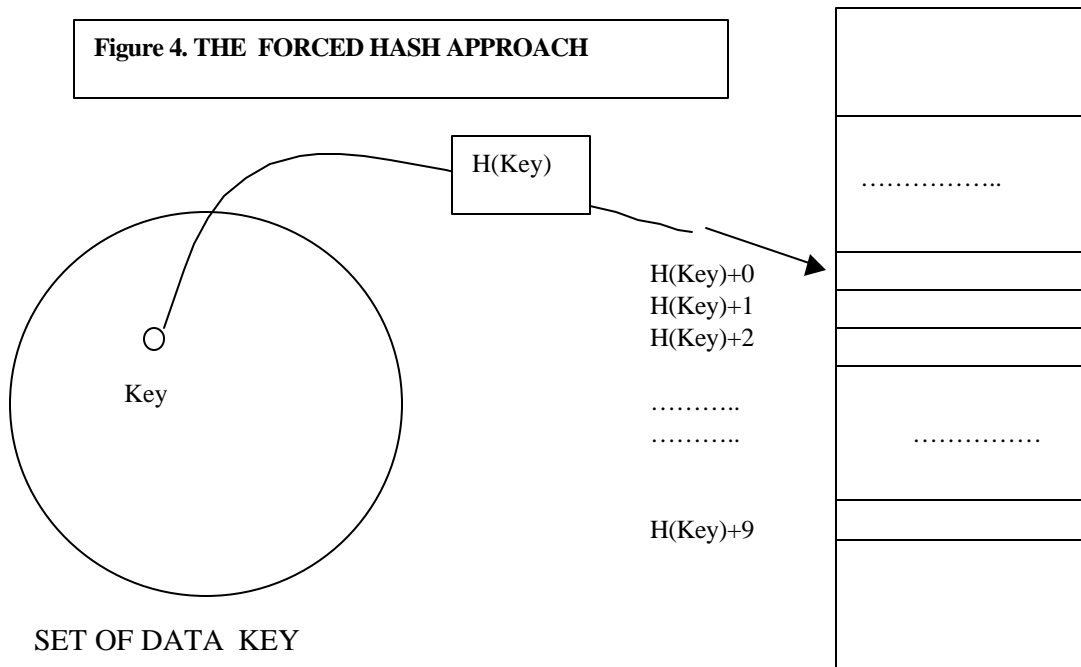 Figure 4. THE FORCED HASH APPROACH
H(Key)
……………..
H(Key)+0
H(Key)+1
H(Key)+2
Key
………..
………..
……………
H(Key)+9
SET OF DATA KEY